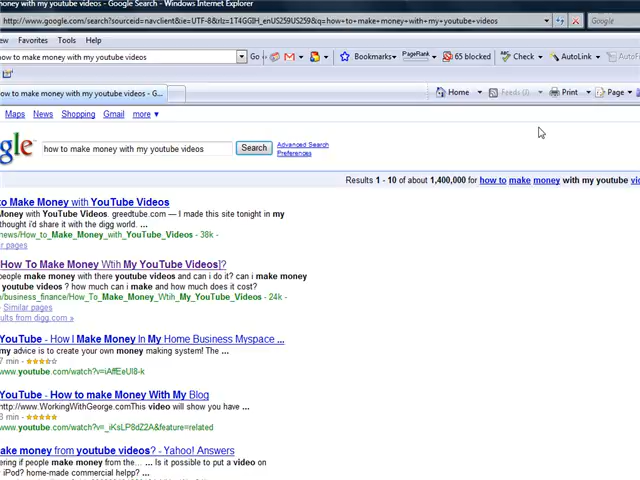 money with my youtube videos - Google Search - Windows Internet Explorer
http://www.google.com/search?sourceid=navclient&ie=UTF-8&rlz=1T4GGIH_enUS259US259&q=how+to+make+money+with+my+youtube+videos Google
Favorites Tools Help
how to make money with my youtube videos Go Bookmarks PageRank 65 blocked Check AutoLink AutoFi
how to make money with my youtube videos - G... Home Feeds (1) Print Page
Maps News Shopping Gmail more ▼
gle how to make money with my youtube videos Search Advanced Search
Preferences
Results 1 - 10 of about 1,400,000 for how to make money with my youtube vi
to Make Money with YouTube Videos
Money with YouTube Videos. greedtube.com — I made this site tonight in my
thought i'd share it with the digg world. ...
news/How_to_Make_Money_with_YouTube_Videos - 38k -
ar pages
How To Make Money Wtih My YouTube Videos]?
people make money with there youtube videos and can i do it? can i make
youtube videos ? how much can i make and how much does it cost?
/business_finance/How_To_Make_Money_Wtih_My_YouTube_Videos - 24k -
Similar pages
ults from digg.com »
YouTube - How I Make Money In My Home Business Myspace ...
my advice is to create your own money making system! The ...
7 min -
www.youtube.com/watch?v=iAffEeUl8-k
YouTube - How to make Money With My Blog
http://www.WorkingWithGeorge.comThis video will show you have ...
3 min -
www.youtube.com/watch?v=_iKsLP8dZ2A&feature=related
ake money from youtube videos? - Yahoo! Answers
ering if people make money from the... ... Is it possible to put a video on
iPod? home-made commercial helpp? ...